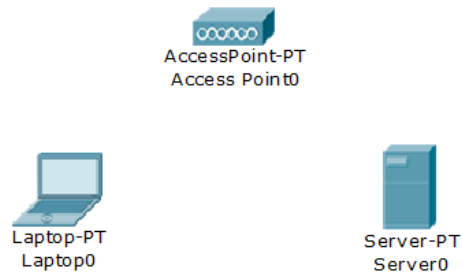 AccessPoint-PT
Access Point0
Laptop-PT
Laptop0
Server-PT
Server0